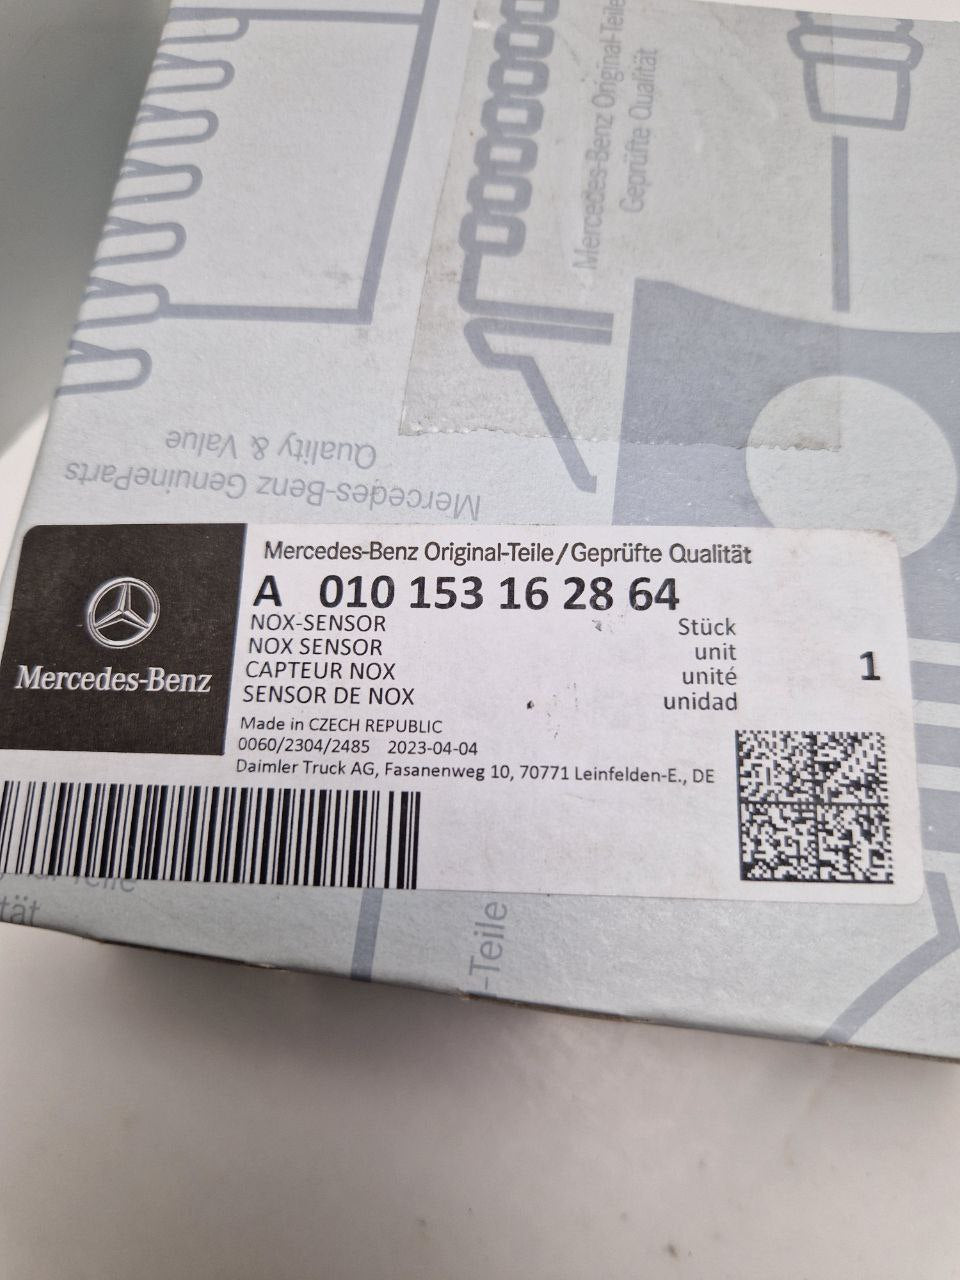 Mercedes-Benz Original-Teile
Geprüfte Qualität
Mercedes-Benz GenuineParts
Quality & Value
Mercedes-Benz
Mercedes-Benz Original-Teile/Geprüfte Qualität
A 010 153 16 28 64
NOX-SENSOR Stück
NOX SENSOR unit 1
CAPTEUR NOX unité
SENSOR DE NOX unidad
Made in CZECH REPUBLIC
0060/2304/2485 2023-04-04
Daimler Truck AG, Fasanenweg 10, 70771 Leinfelden-E., DE
-Teile
tät
l-Teile